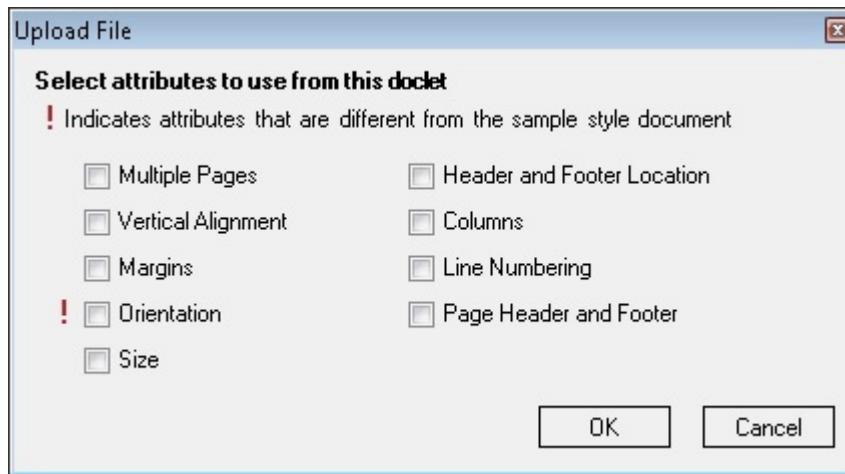 Upload File
Select attributes to use from this doclet
! Indicates attributes that are different from the sample style document
Multiple Pages
Header and Footer Location
Vertical Alignment
Columns
Margins
Line Numbering
! Orientation
Page Header and Footer
Size
OK
Cancel